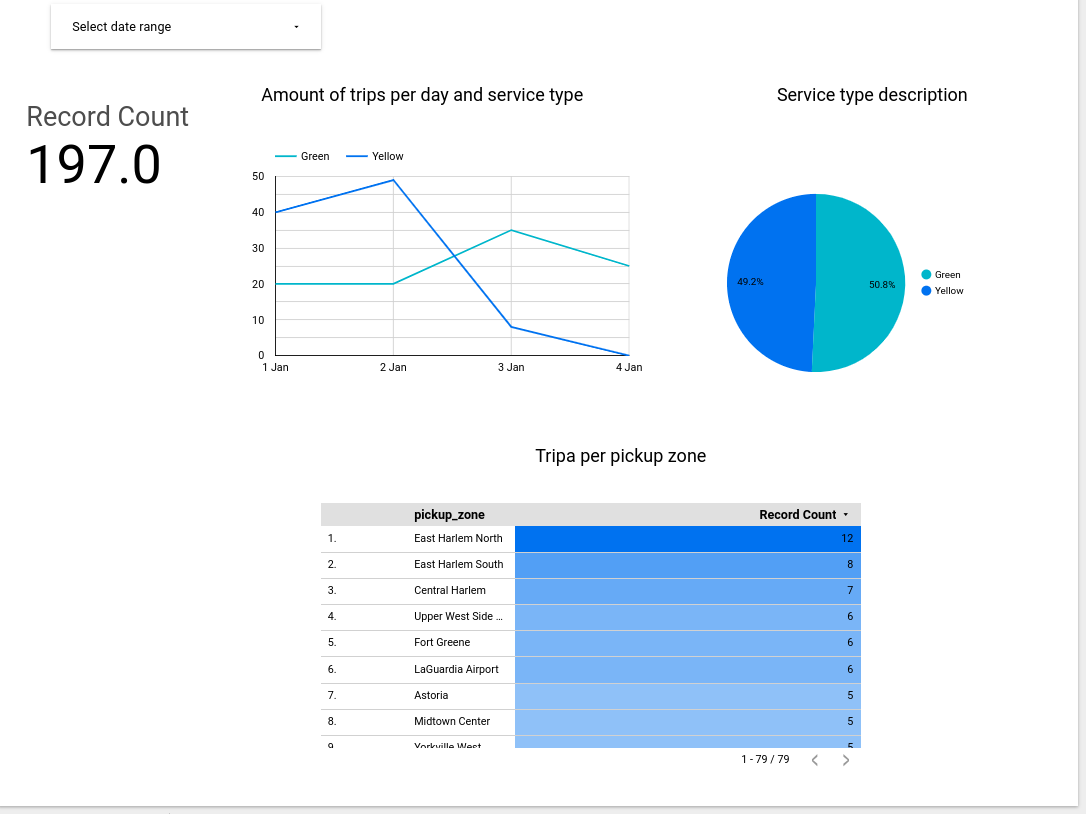 Select date range
Record Count
197.0
Amount of trips per day and service type
Green Yellow
50
40
30
20
10
0
1 Jan 2 Jan 3 Jan 4 Jan
Service type description
49.2% 50.8%
Green
Yellow
Tripa per pickup zone
pickup_zone Record Count
1. East Harlem North 12
2. East Harlem South 8
3. Central Harlem 7
4. Upper West Side ... 6
5. Fort Greene 6
6. LaGuardia Airport 6
7. Astoria 5
8. Midtown Center 5
9. Yorkville West 5
1 - 79 / 79